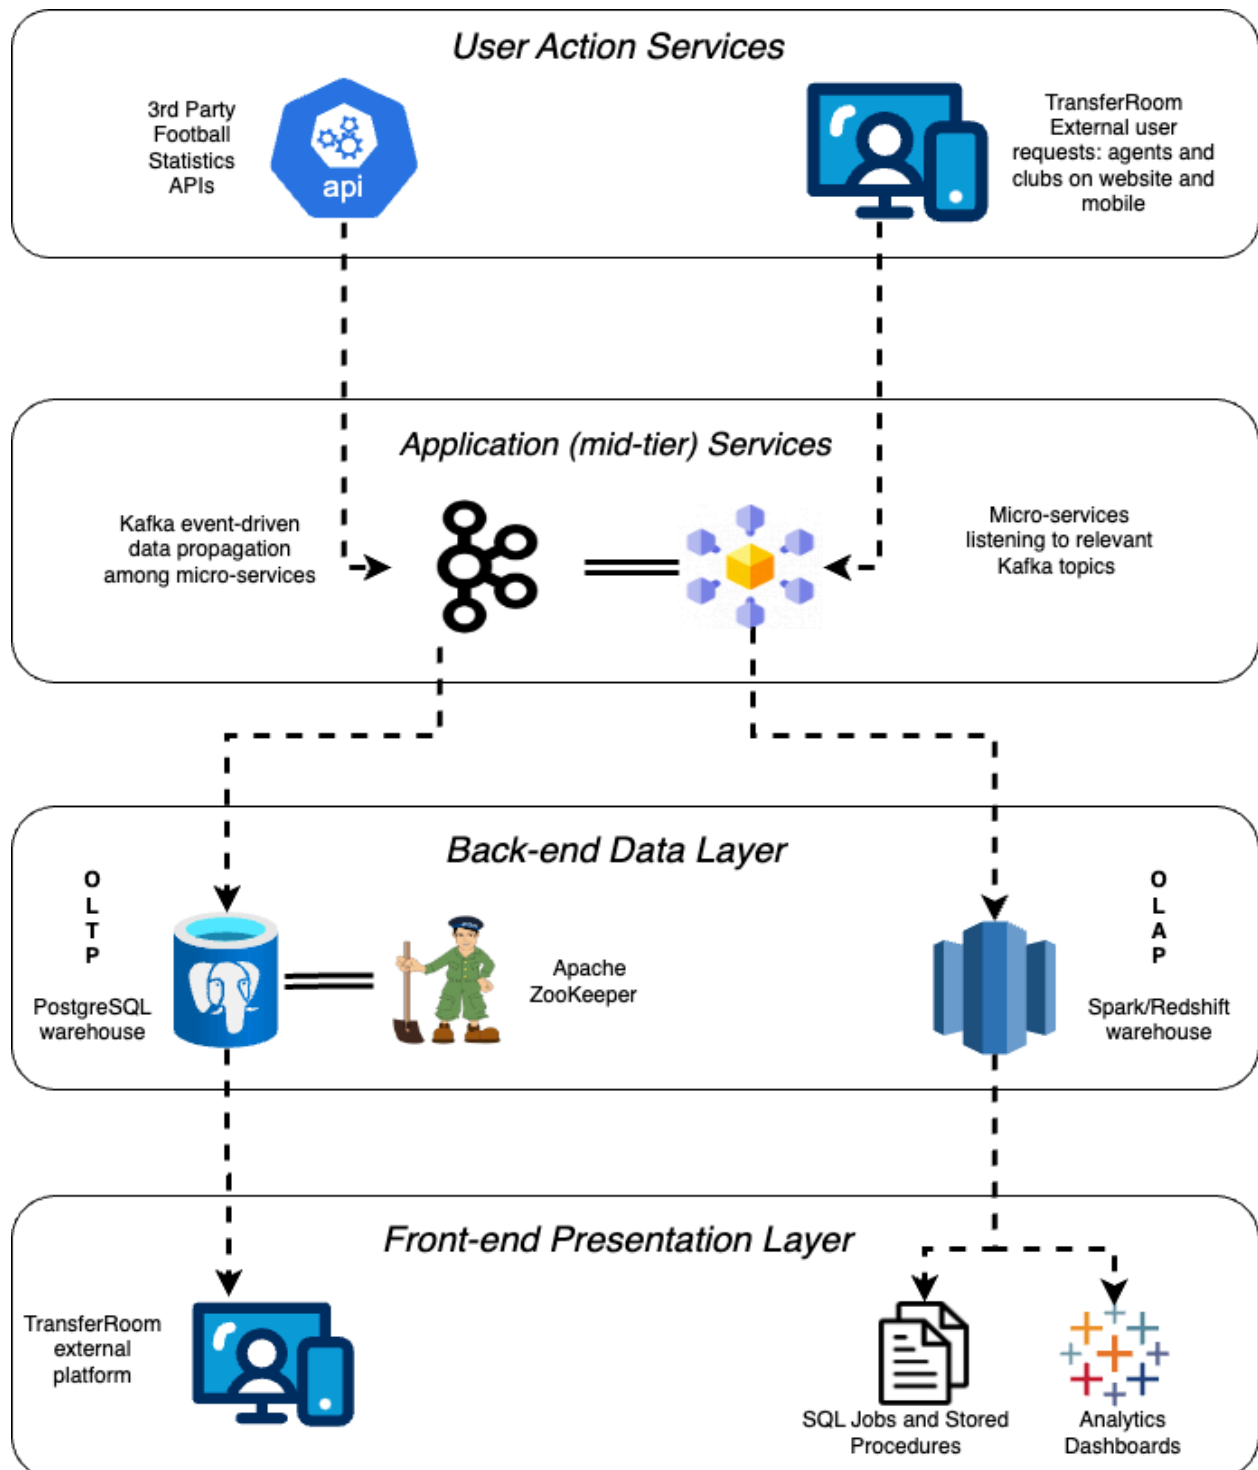 User Action Services
3rd Party
Football
Statistics
APIs
api
TransferRoom
External user
requests: agents and
clubs on website and
mobile
Application (mid-tier) Services
Kafka event-driven
data propagation
among micro-services
Micro-services
listening to relevant
Kafka topics
Back-end Data Layer
O
L
T
P
PostgreSQL
warehouse
Apache
ZooKeeper
O
L
A
P
Spark/Redshift
warehouse
Front-end Presentation Layer
TransferRoom
external
platform
SQL Jobs and Stored
Procedures
Analytics
Dashboards